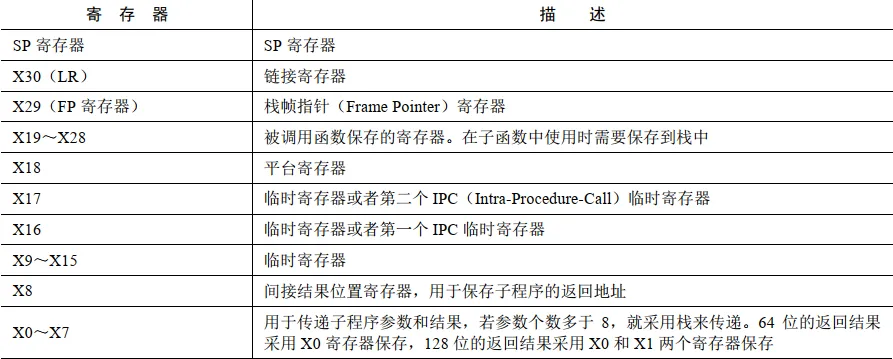 寄 存 器 描 述
SP 寄存器 SP 寄存器
X30（LR） 链接寄存器
X29（FP 寄存器） 栈帧指针（Frame Pointer）寄存器
X19～X28 被调用函数保存的寄存器。在子函数中使用时需要保存到栈中
X18 平台寄存器
X17 临时寄存器或者第二个 IPC（Intra-Procedure-Call）临时寄存器
X16 临时寄存器或者第一个 IPC 临时寄存器
X9～X15 临时寄存器
X8 间接结果位置寄存器，用于保存子程序的返回地址
X0～X7 用于传递子程序参数和结果，若参数个数多于 8，就采用栈来传递。64 位的返回结果
采用 X0 寄存器保存，128 位的返回结果采用 X0 和 X1 两个寄存器保存